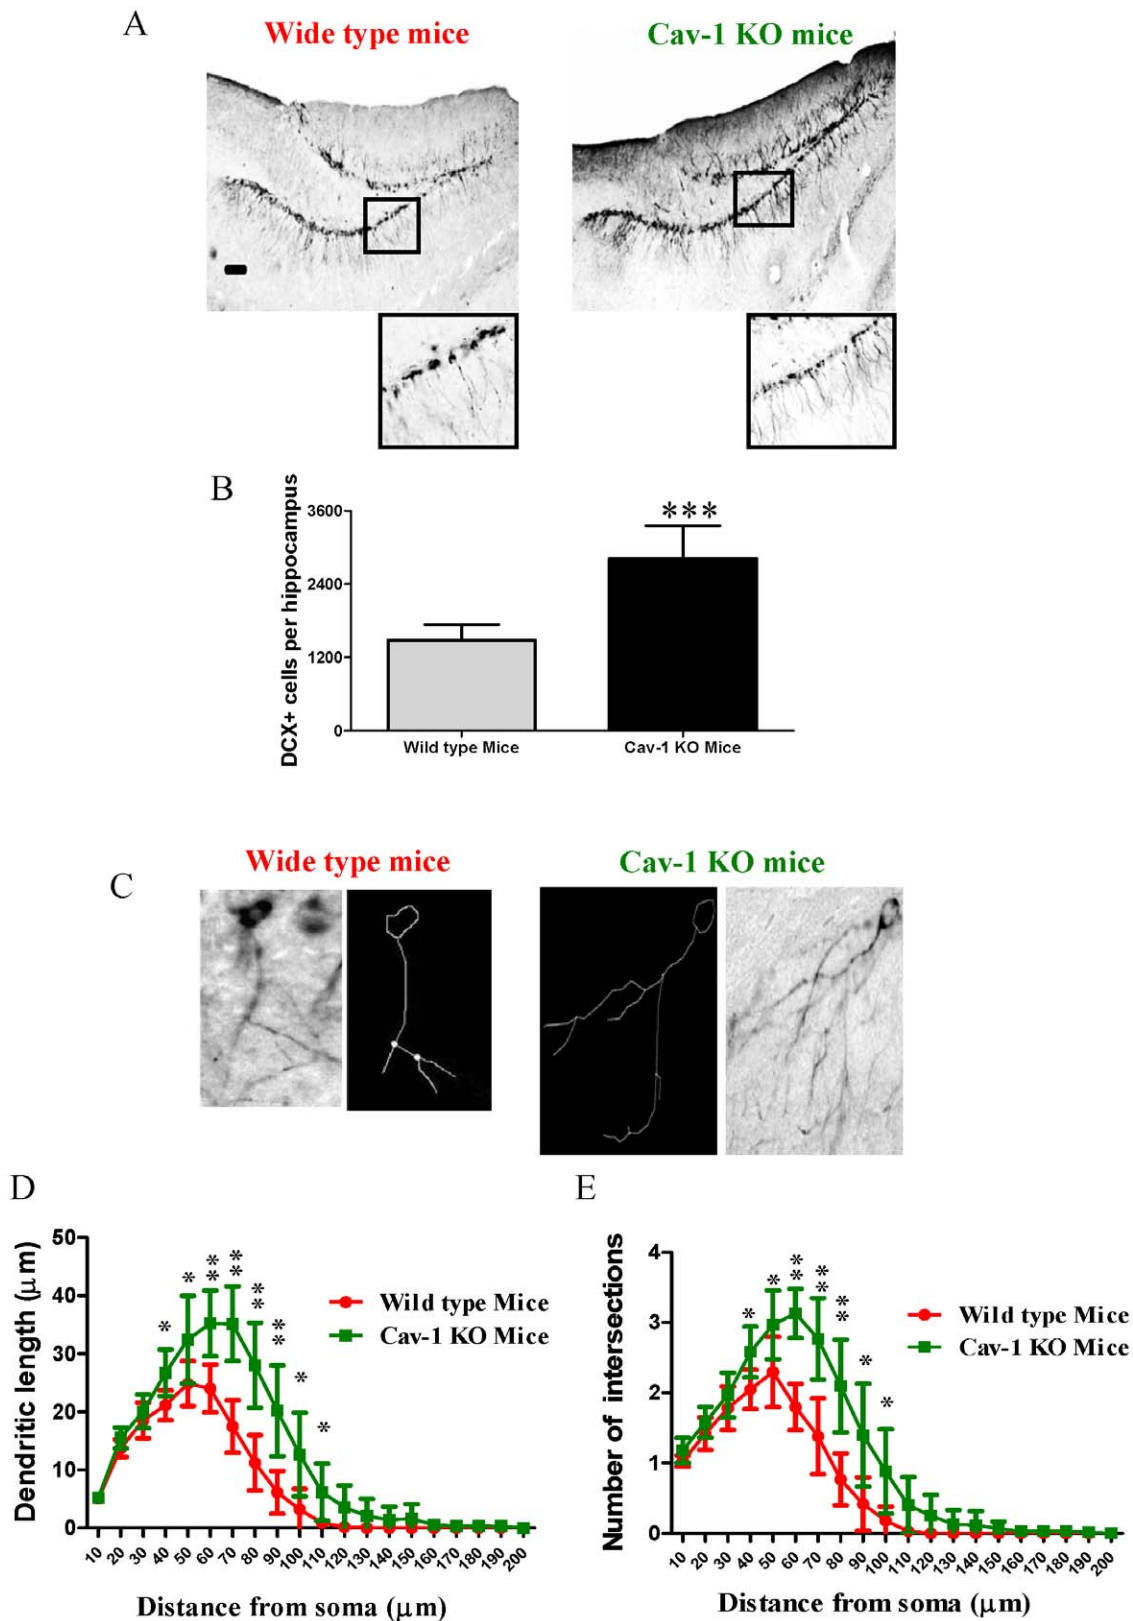 A
Wide type mice
Cav-1 KO mice
B
DCX+ cells per hippocampus
3600
2400
1200
0
***
Wild type Mice
Cav-1 KO Mice
Wide type mice
Cav-1 KO mice
C
D
Dendritic length (μm)
50
40
30
20
10
0
* * ** ** ** ** * *
Wild type Mice
Cav-1 KO Mice
10 20 30 40 50 60 70 80 90 100 110 120 130 140 150 160 170 180 190 200
Distance from soma (μm)
E
Number of intersections
4
3
2
1
0
* * ** ** ** * *
Wild type Mice
Cav-1 KO Mice
10 20 30 40 50 60 70 80 90 100 110 120 130 140 150 160 170 180 190 200
Distance from soma (μm)